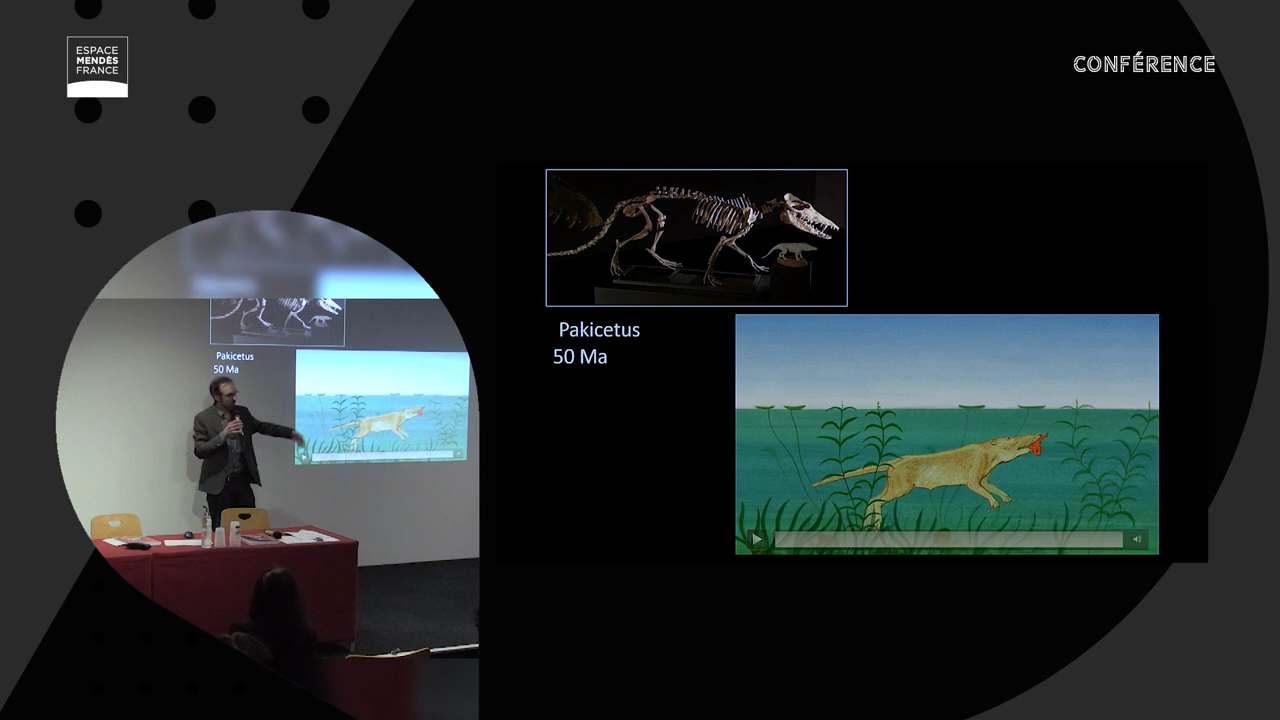 ESPACE
MENDÈS
FRANCE
CONFÉRENCE
Pakicetus
50 Ma
Pakicetus
50 Ma